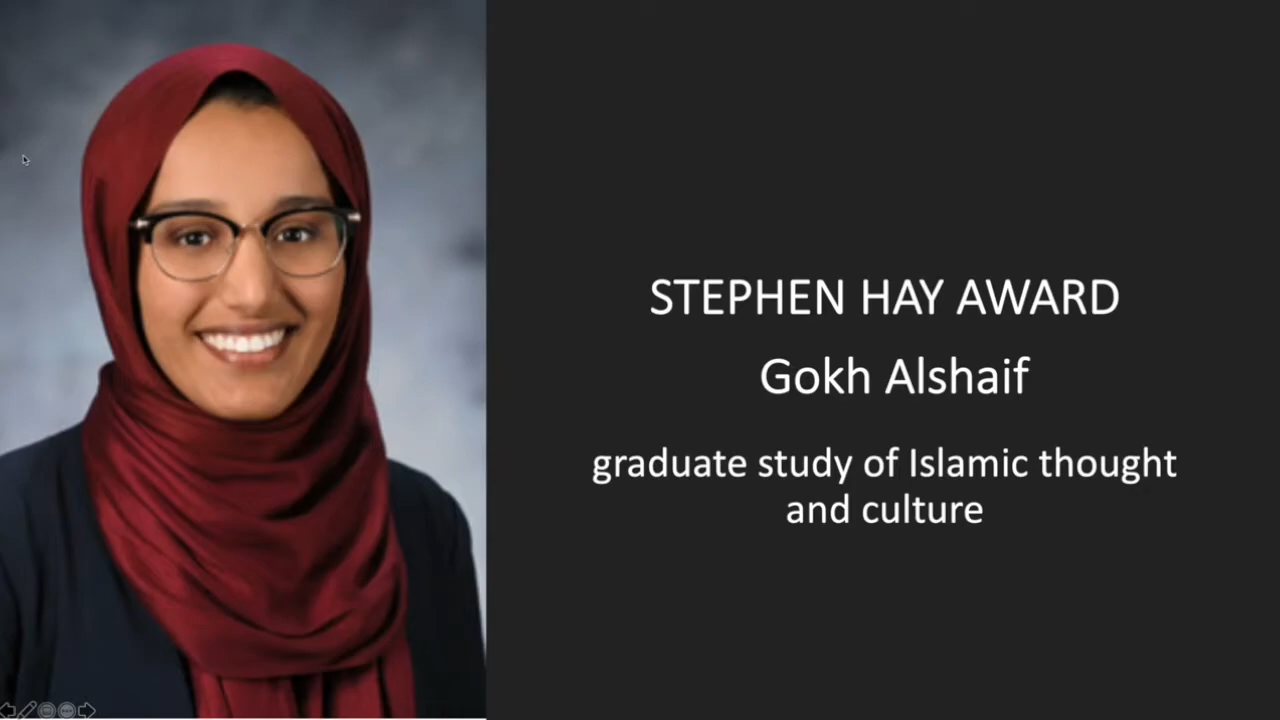 STEPHEN HAY AWARD
Gokh Alshaif
graduate study of Islamic thought
and culture